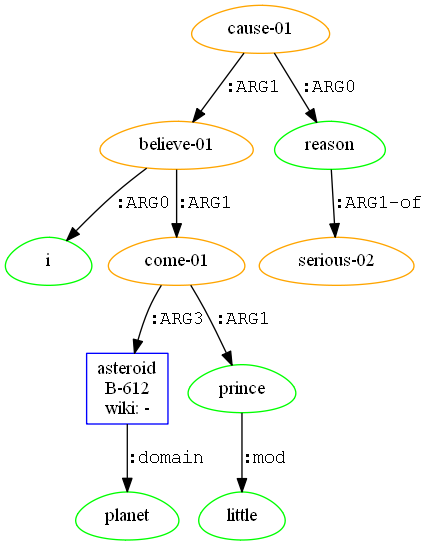 cause-01
:ARG1
:ARG0
believe-01
reason
:ARG0
:ARG1
:ARG1-of
i
come-01
serious-02
:ARG3
:ARG1
asteroid
B-612
wiki: -
prince
:domain
:mod
planet
little